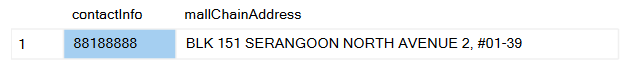 contactInfo mallChainAddress
1 88188888 BLK 151 SERANGOON NORTH AVENUE 2, #01-39